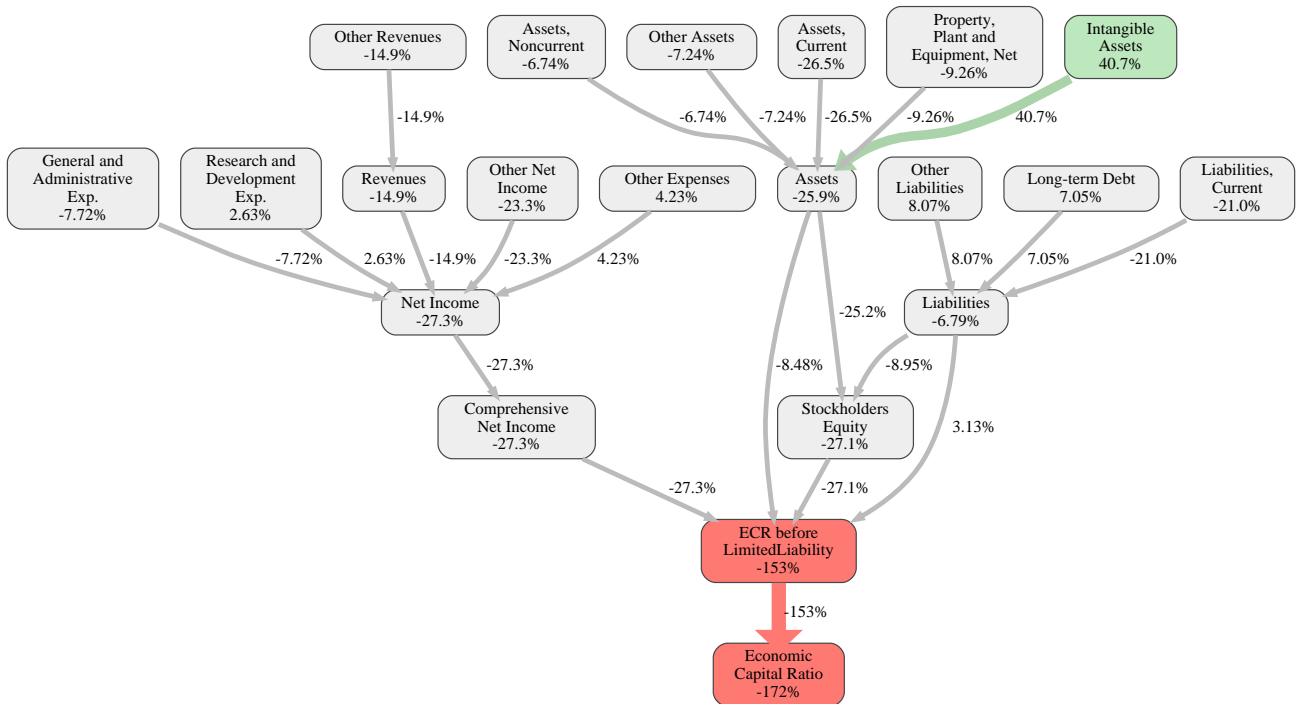 Other Revenues
-14.9%
Assets,
Noncurrent
-6.74%
Other Assets
-7.24%
Assets,
Current
-26.5%
Property,
Plant and
Equipment, Net
-9.26%
Intangible
Assets
40.7%
-14.9%
-6.74%
-7.24%
-26.5%
-9.26%
40.7%
General and
Administrative
Exp.
-7.72%
Research and
Development
Exp.
2.63%
Revenues
-14.9%
Other Net
Income
-23.3%
Other Expenses
4.23%
Assets
-25.9%
Other
Liabilities
8.07%
Long-term Debt
7.05%
Liabilities,
Current
-21.0%
-7.72%
2.63%
-14.9%
-23.3%
4.23%
8.07%
7.05%
-21.0%
Net Income
-27.3%
-25.2%
Liabilities
-6.79%
-27.3%
-8.48%
-8.95%
Comprehensive
Net Income
-27.3%
Stockholders
Equity
-27.1%
3.13%
-27.3%
-27.1%
ECR before
LimitedLiability
-153%
-153%
Economic
Capital Ratio
-172%